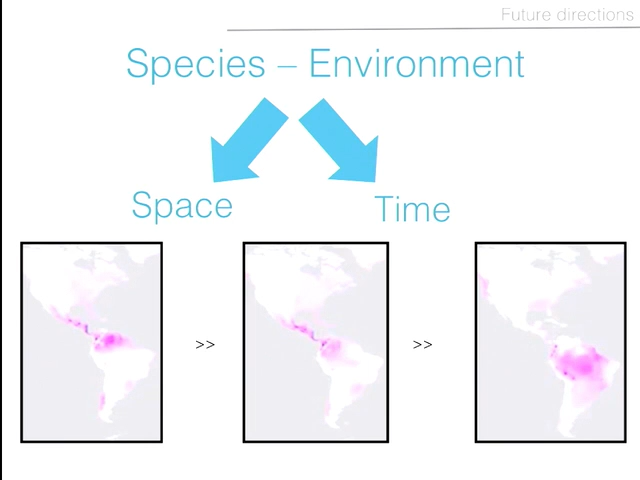 Future directions
Species – Environment
Space
Time
>>
>>